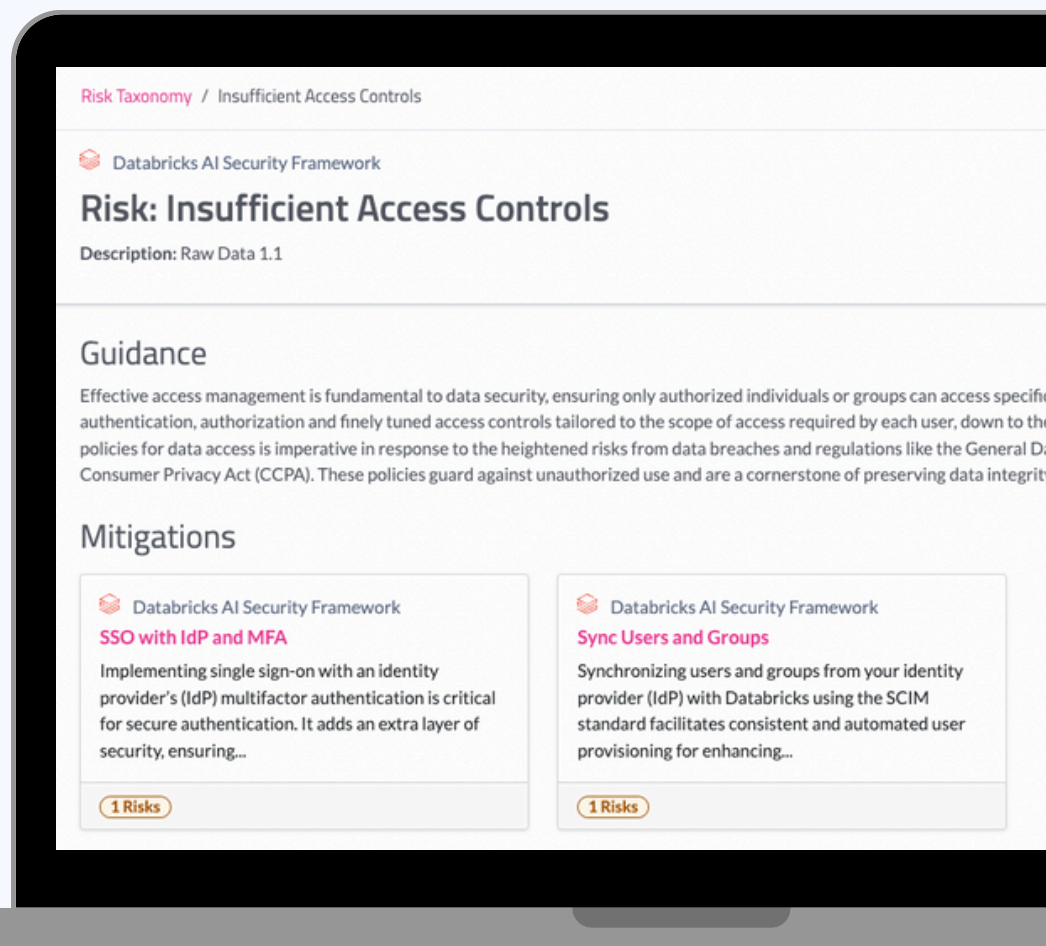 Risk Taxonomy / Insufficient Access Controls
Databricks AI Security Framework
Risk: Insufficient Access Controls
Description: Raw Data 1.1
Guidance
Effective access management is fundamental to data security, ensuring only authorized individuals or groups can access specific
authentication, authorization and finely tuned access controls tailored to the scope of access required by each user, down to the
policies for data access is imperative in response to the heightened risks from data breaches and regulations like the General Da
Consumer Privacy Act (CCPA). These policies guard against unauthorized use and are a cornerstone of preserving data integrity
Mitigations
Databricks AI Security Framework
SSO with IdP and MFA
Implementing single sign-on with an identity
provider's (IdP) multifactor authentication is critical
for secure authentication. It adds an extra layer of
security, ensuring...
1 Risks
Databricks AI Security Framework
Sync Users and Groups
Synchronizing users and groups from your identity
provider (IdP) with Databricks using the SCIM
standard facilitates consistent and automated user
provisioning for enhancing...
1 Risks